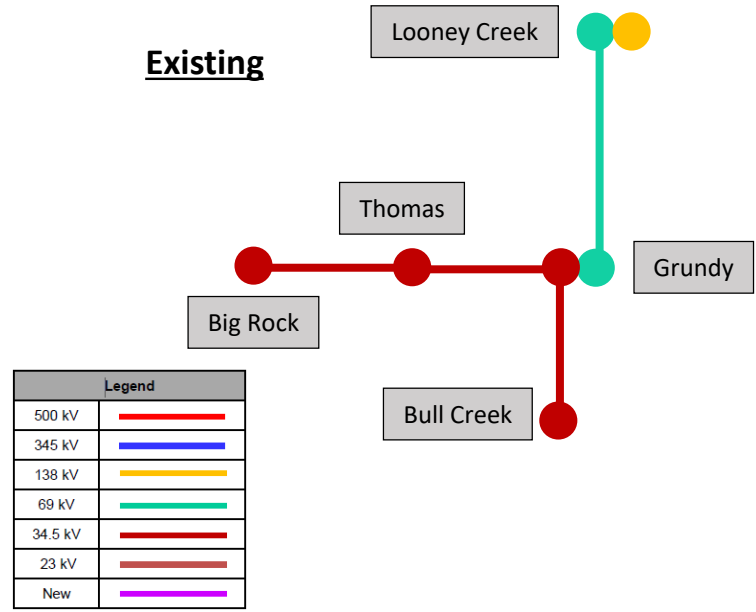 Looney Creek
Existing
Thomas
Grundy
Big Rock
Bull Creek
Legend
500 kV
345 kV
138 kV
69 kV
34.5 kV
23 kV
New